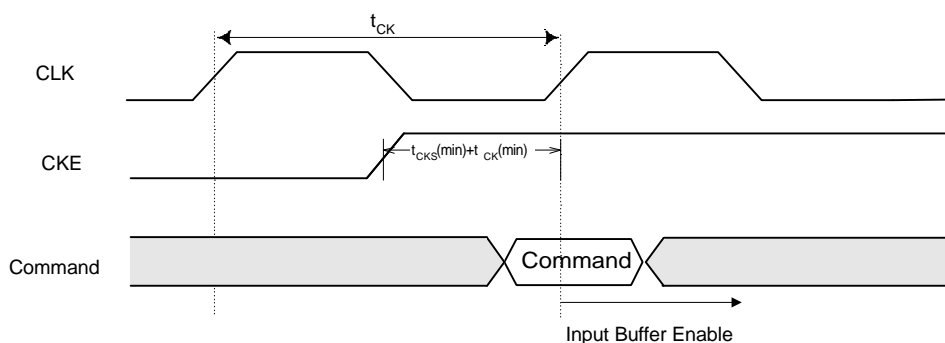 tCK
CLK
CKE
tCKS(min)+tCK(min)
Command
Command
Input Buffer Enable